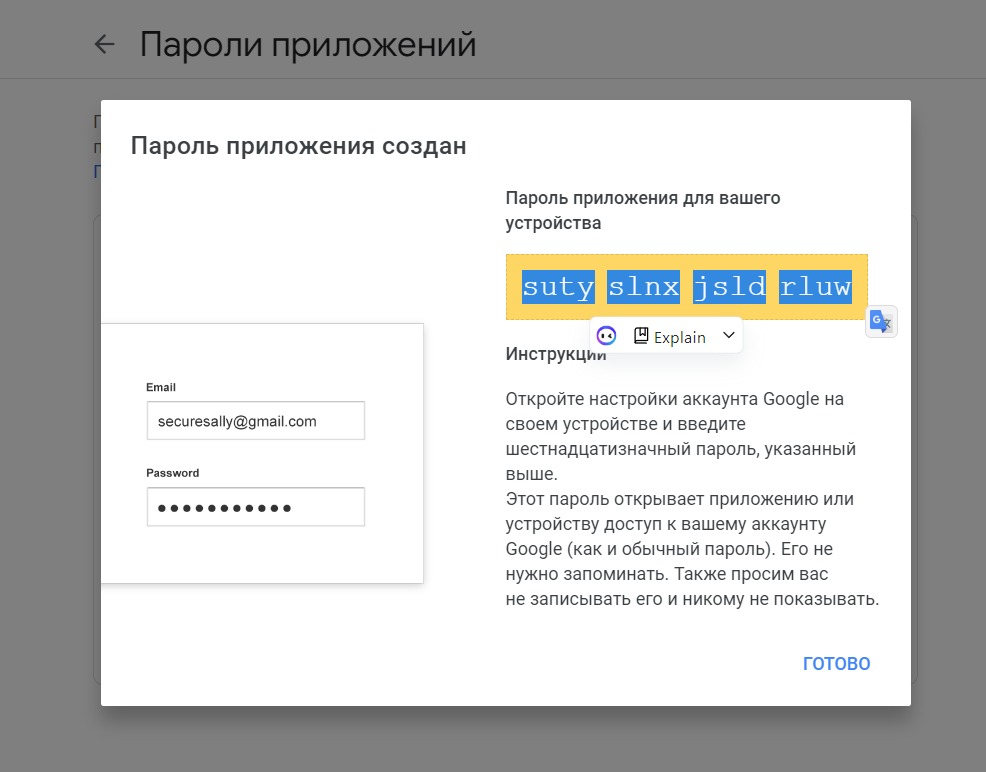 Пароли приложений
Пароль приложения создан
Пароль приложения для вашего
устройства
suty slnx jsld rluw
Explain
Инструкции
Откройте настройки аккаунта Google на
своем устройстве и введите
шестнадцатизначный пароль, указанный
выше.
Этот пароль открывает приложению или
устройству доступ к вашему аккаунту
Google (как и обычный пароль). Его не
нужно запоминать. Также просим вас
не записывать его и никому не показывать.
Email
securesally@gmail.com
Password
ГОТОВО